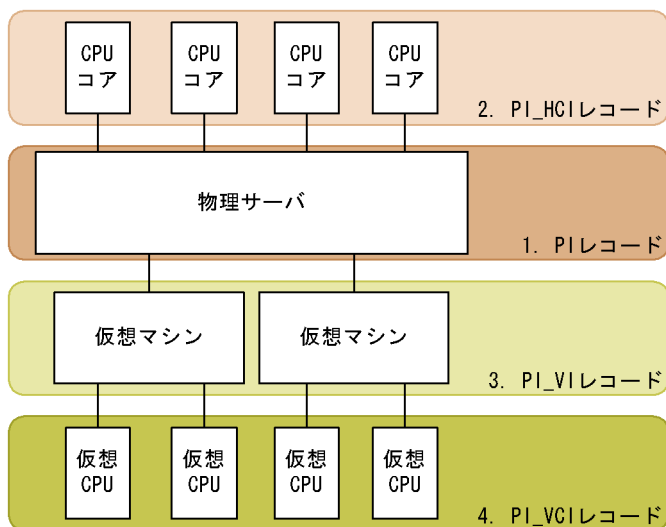 CPU
コア
CPU
コア
CPU
コア
CPU
コア
2. PI_HCIレコード
物理サーバ
1. PIレコード
仮想マシン
仮想マシン
3. PI_VIレコード
仮想
CPU
仮想
CPU
仮想
CPU
仮想
CPU
4. PI_VCIレコード